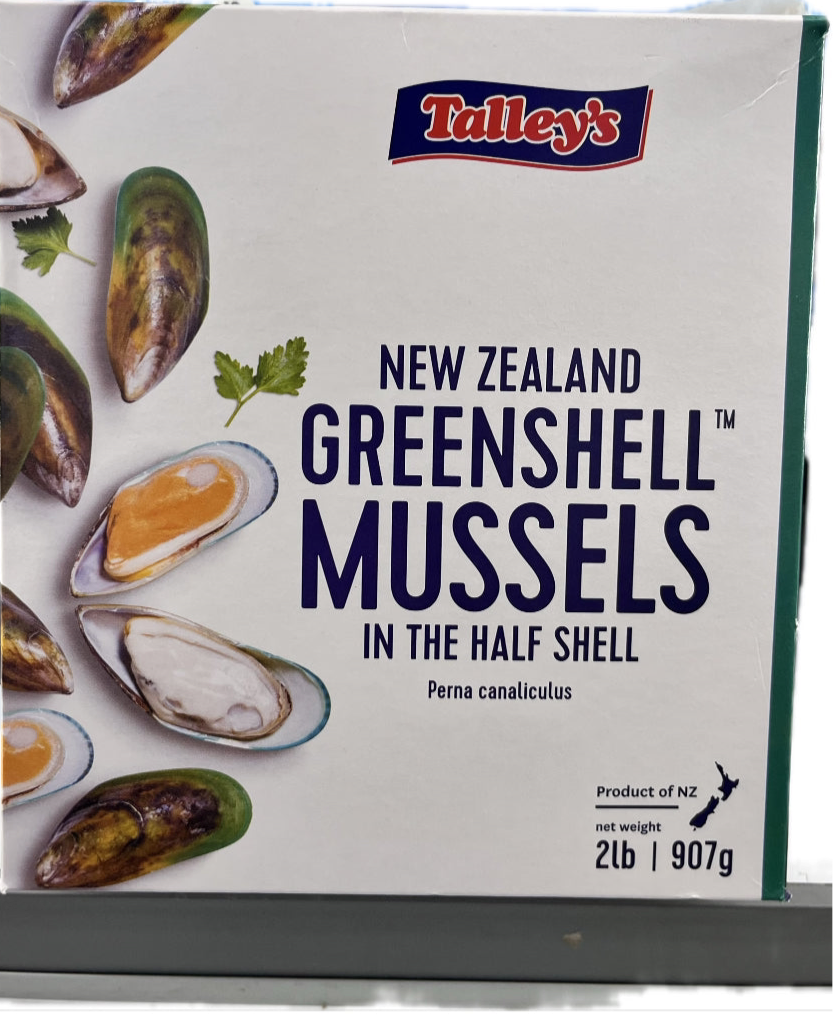 Talley's
NEW ZEALAND
GREENSHELL™
MUSSELS
IN THE HALF SHELL
Perna canaliculus
Product of NZ
net weight
2lb | 907g